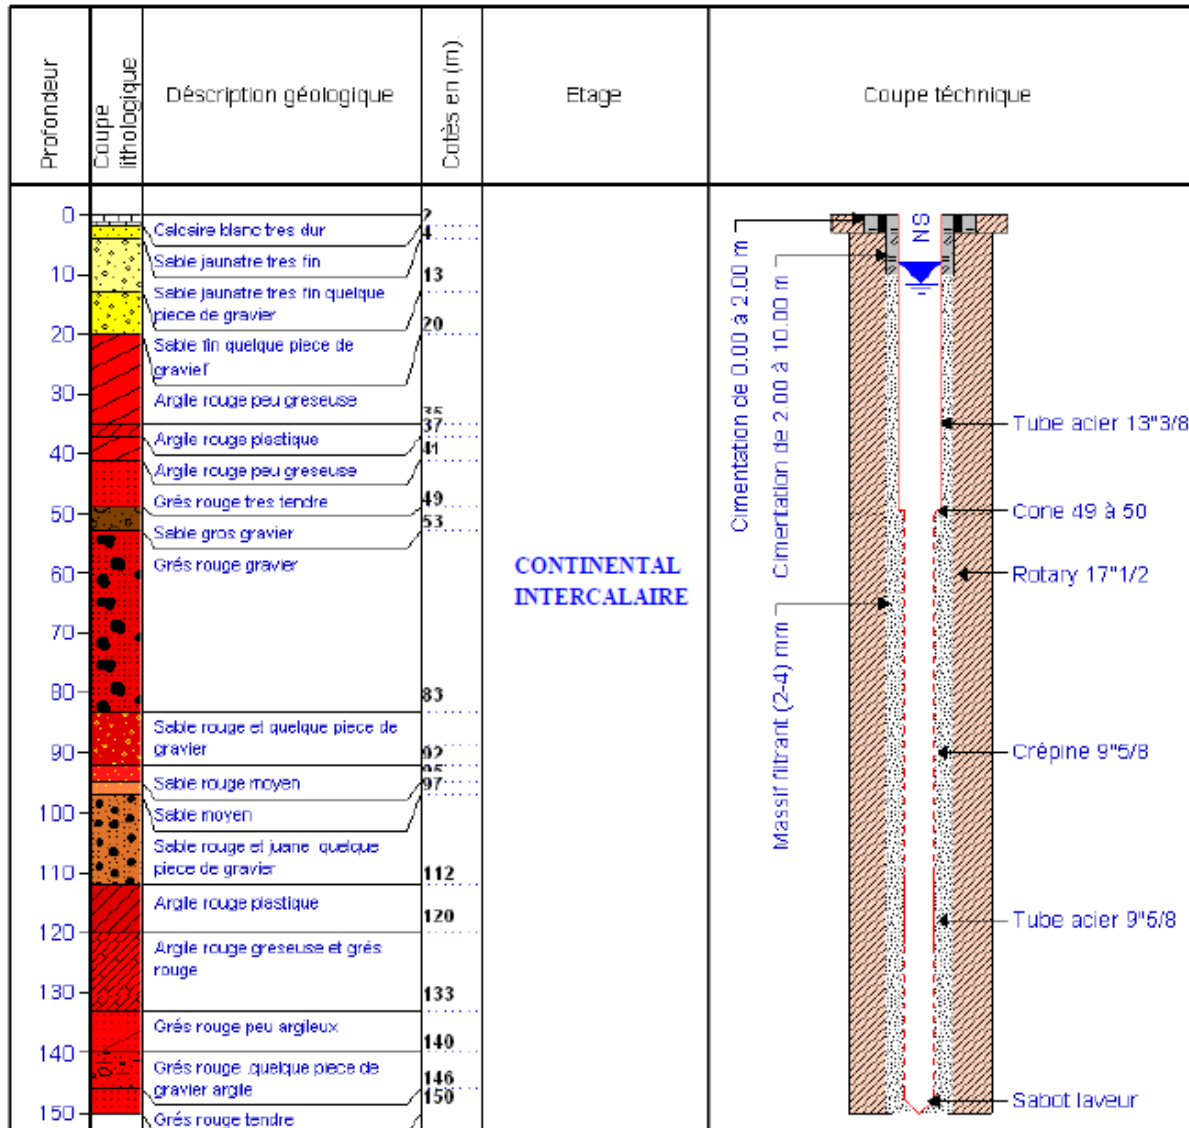 Profondeur
Coupe
lithologique
Déscription géologique
Cotès en (m).
Etage
Coupe téchnique
0
10
20
30
40
50
60
70
80
90
100
110
120
130
140
150
Calcaire blanc tres dur
Sable jaunatre tres fin
Sable jaunatre tres fin quelque
piece de gravier
Sable fin quelque piece de
gravief
Argile rouge peu greseuse
Argile rouge plastique
Argile rouge peu greseuse
Grés rouge tres tendre
Sable gros gravier
Grés rouge gravier
Sable rouge et quelque piece de
gravier
Sable rouge moyen
Sable moyen
Sable rouge et juane quelque
piece de gravier
Argile rouge plastique
Argile rouge greseuse et grés
rouge
Grés rouge peu argileux
Grés rouge .quelque piece de
gravier argile
Grés rouge tendre
2
4
13
20
35
37
41
49
53
83
92
95
97
112
120
133
140
146
150
CONTINENTAL
INTERCALAIRE
Cimentation de 0.00 à 2.00 m
Cimentation de 2.00 à 10.00 m
Massif filtrant (2-4) mm
NS
Tube acier 13"3/8
Cone 49 à 50
Rotary 17"1/2
Crépine 9"5/8
Tube acier 9"5/8
Sabot laveur